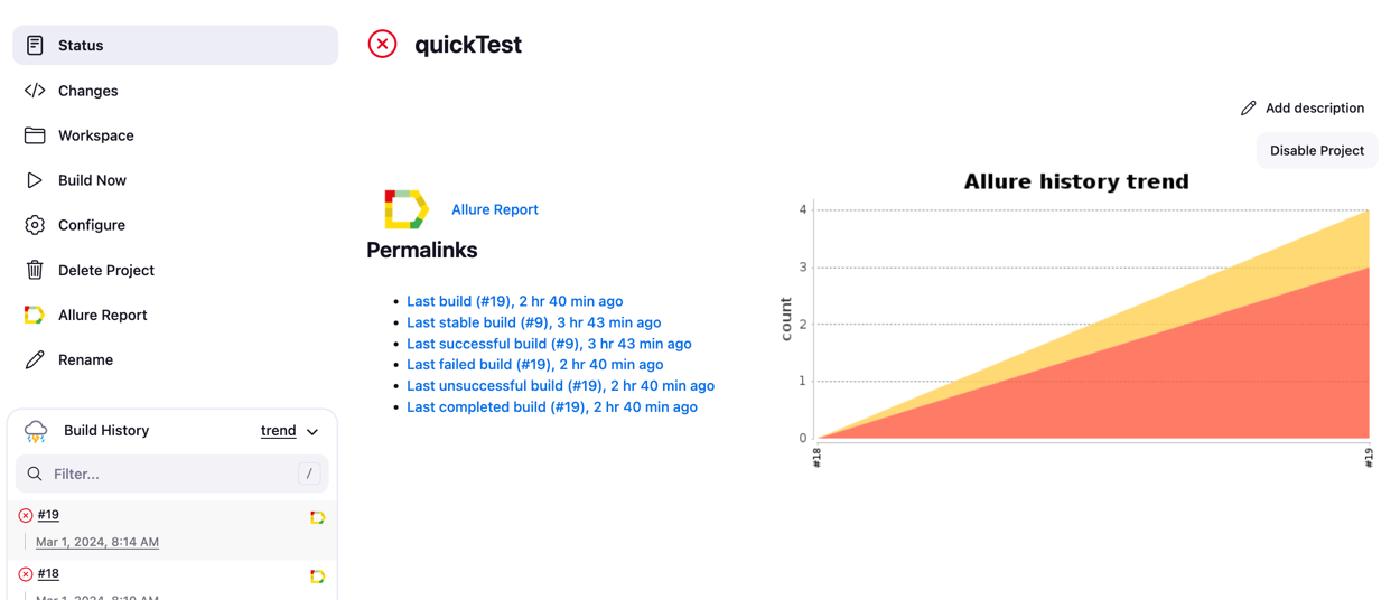 Status
Changes
Workspace
Build Now
Configure
Delete Project
Allure Report
Rename
Build History trend
Filter... /
#19
Mar 1, 2024, 8:14 AM
#18
quickTest
Add description
Disable Project
Allure Report
Permalinks
Last build (#19), 2 hr 40 min ago
Last stable build (#9), 3 hr 43 min ago
Last successful build (#9), 3 hr 43 min ago
Last failed build (#19), 2 hr 40 min ago
Last unsuccessful build (#19), 2 hr 40 min ago
Last completed build (#19), 2 hr 40 min ago
Allure history trend
count
4
3
2
1
0
#18 #19